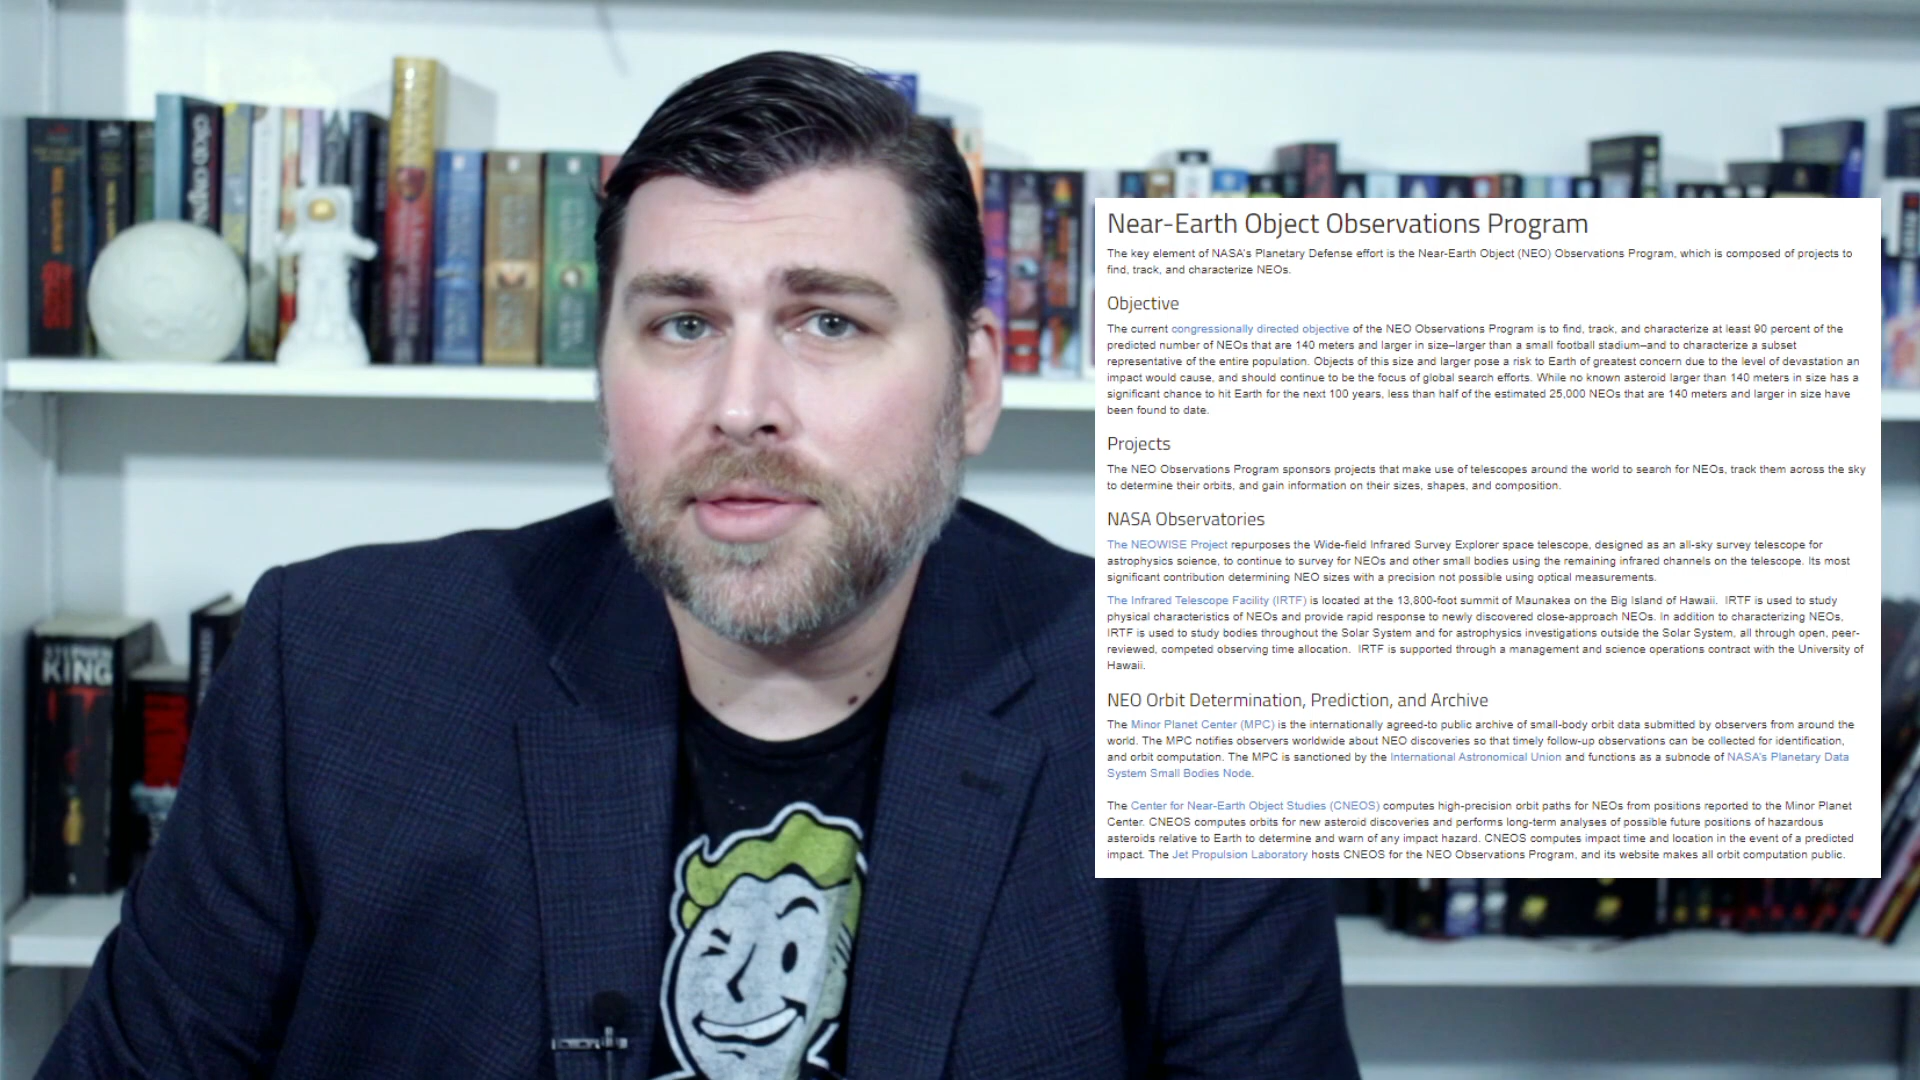 STEPHEN
KING
Near-Earth Object Observations Program
The key element of NASA's Planetary Defense effort is the Near-Earth Object (NEO) Observations Program, which is composed of projects to
find, track, and characterize NEOs.
Objective
The current congressionally directed objective of the NEO Observations Program is to find, track, and characterize at least 90 percent of the
predicted number of NEOs that are 140 meters and larger in size–larger than a small football stadium–and to characterize a subset
representative of the entire population. Objects of this size and larger pose a risk to Earth of greatest concern due to the level of devastation an
impact would cause, and should continue to be the focus of global search efforts. While no known asteroid larger than 140 meters in size has a
significant chance to hit Earth for the next 100 years, less than half of the estimated 25,000 NEOs that are 140 meters and larger in size have
been found to date.
Projects
The NEO Observations Program sponsors projects that make use of telescopes around the world to search for NEOs, track them across the sky
to determine their orbits, and gain information on their sizes, shapes, and composition.
NASA Observatories
The NEOWISE Project repurposes the Wide-field Infrared Survey Explorer space telescope, designed as an all-sky survey telescope for
astrophysics science, to continue to survey for NEOs and other small bodies using the remaining infrared channels on the telescope. Its most
significant contribution determining NEO sizes with a precision not possible using optical measurements.
The Infrared Telescope Facility (IRTF) is located at the 13,800-foot summit of Maunakea on the Big Island of Hawaii. IRTF is used to study
physical characteristics of NEOs and provide rapid response to newly discovered close-approach NEOs. In addition to characterizing NEOs,
IRTF is used to study bodies throughout the Solar System and for astrophysics investigations outside the Solar System, all through open, peer-
reviewed, competed observing time allocation. IRTF is supported through a management and science operations contract with the University of
Hawaii.
NEO Orbit Determination, Prediction, and Archive
The Minor Planet Center (MPC) is the internationally agreed-to public archive of small-body orbit data submitted by observers from around the
world. The MPC notifies observers worldwide about NEO discoveries so that timely follow-up observations can be collected for identification,
and orbit computation. The MPC is sanctioned by the International Astronomical Union and functions as a subnode of NASA's Planetary Data
System Small Bodies Node.
The Center for Near-Earth Object Studies (CNEOS) computes high-precision orbit paths for NEOs from positions reported to the Minor Planet
Center. CNEOS computes orbits for new asteroid discoveries and performs long-term analyses of possible future positions of hazardous
asteroids relative to Earth to determine and warn of any impact hazard. CNEOS computes impact time and location in the event of a predicted
impact. The Jet Propulsion Laboratory hosts CNEOS for the NEO Observations Program, and its website makes all orbit computation public.